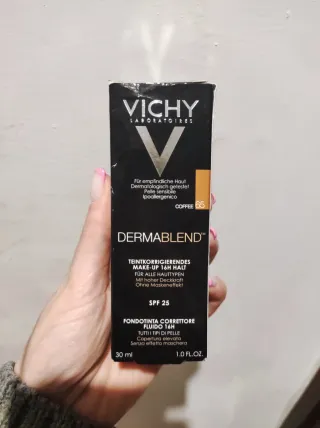 VICHY
LABORATOIRES
Für empfindliche Haut
Dermatologisch getestet
Pelle sensibile
Ipoallergenico
COFFEE 65
DERMABLEND™
TEINTKORRIGIERENDES
MAKE-UP 16H HALT
FÜR ALLE HAUTTYPEN
Mit hoher Deckkraft
Ohne Maskeneffekt
SPF 25
FONDOTINTA CORRETTORE
FLUIDO 16H
TUTTI I TIPI DI PELLE
Copertura elevata
Senza effetto maschera
30 ml 1.0 FL.OZ.